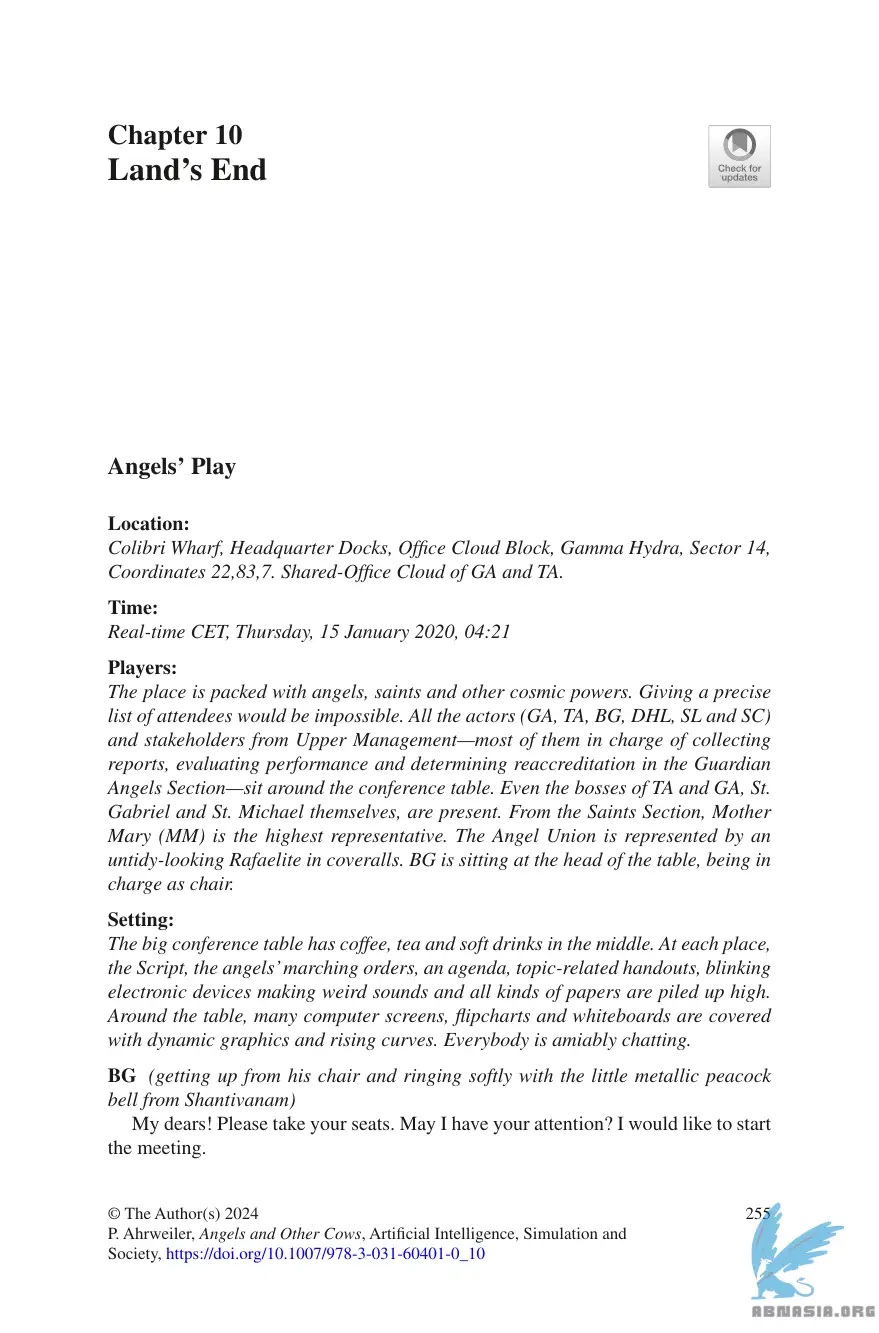 Chapter 10
Land's End
Check for
updates
Angels' Play
Location:
Colibri Wharf, Headquarter Docks, Office Cloud Block, Gamma Hydra, Sector 14,
Coordinates 22,83,7. Shared-Office Cloud of GA and TA.
Time:
Real-time CET, Thursday, 15 January 2020, 04:21
Players:
The place is packed with angels, saints and other cosmic powers. Giving a precise
list of attendees would be impossible. All the actors (GA, TA, BG, DHL, SL and SC)
and stakeholders from Upper Management—most of them in charge of collecting
reports, evaluating performance and determining reaccreditation in the Guardian
Angels Section—sit around the conference table. Even the bosses of TA and GA, St.
Gabriel and St. Michael themselves, are present. From the Saints Section, Mother
Mary (MM) is the highest representative. The Angel Union is represented by an
untidy-looking Rafaelite in coveralls. BG is sitting at the head of the table, being in
charge as chair.
Setting:
The big conference table has coffee, tea and soft drinks in the middle. At each place,
the Script, the angels' marching orders, an agenda, topic-related handouts, blinking
electronic devices making weird sounds and all kinds of papers are piled up high.
Around the table, many computer screens, flipcharts and whiteboards are covered
with dynamic graphics and rising curves. Everybody is amiably chatting.
BG (getting up from his chair and ringing softly with the little metallic peacock
bell from Shantivanam)
My dears! Please take your seats. May I have your attention? I would like to start
the meeting.
© The Author(s) 2024
255
P. Ahrweiler, Angels and Other Cows, Artificial Intelligence, Simulation and
Society, https://doi.org/10.1007/978-3-031-60401-0_10
ABNASIA.ORG